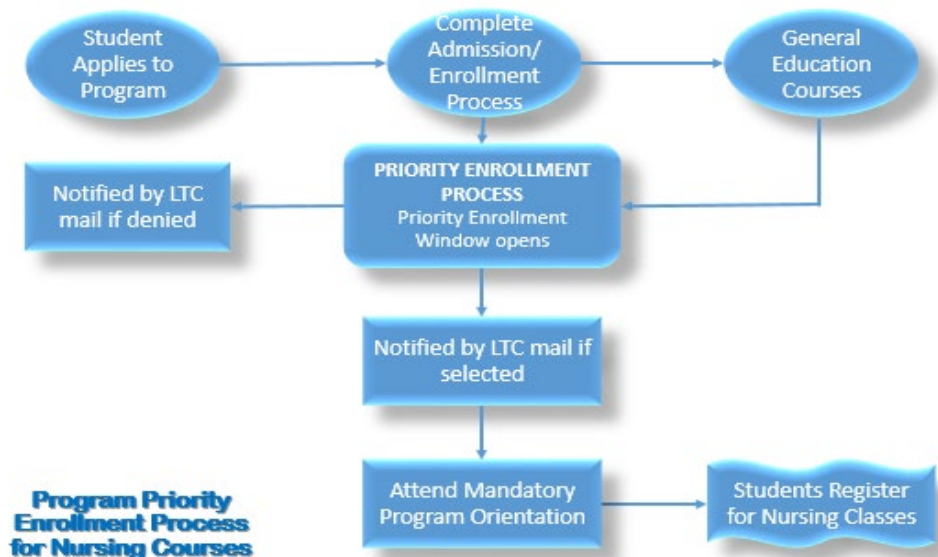 Student
Applies to
Program
Complete
Admission/
Enrollment
Process
General
Education
Courses
PRIORITY ENROLLMENT
PROCESS
Priority Enrollment
Window opens
Notified by LTC
mail if denied
Notified by LTC mail if
selected
Attend Mandatory
Program Orientation
Students Register
for Nursing Classes
Program Priority
Enrollment Process
for Nursing Courses